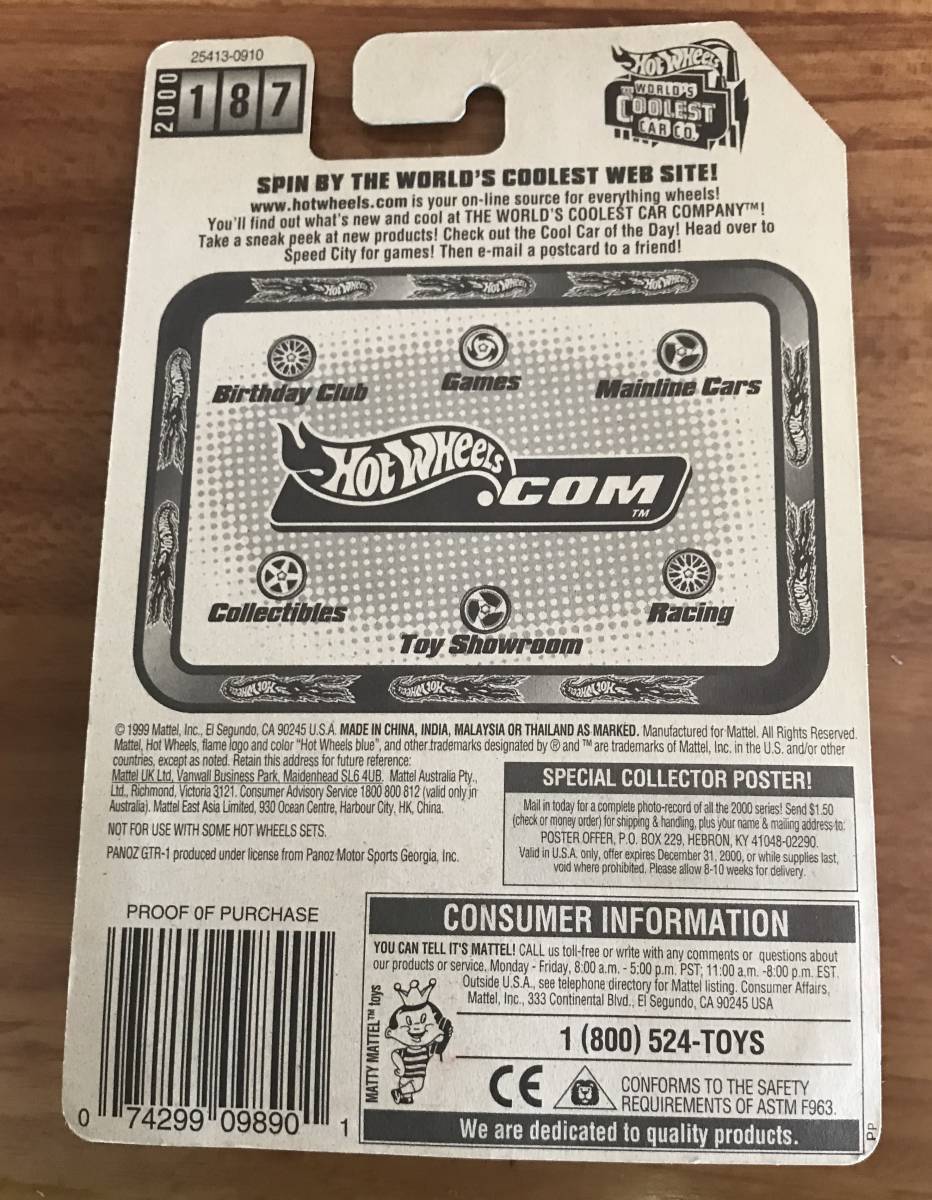 25413-0910
2000
187
HOT WHEELS
THE WORLD'S
COOLEST
CAR CO.™
SPIN BY THE WORLD'S COOLEST WEB SITE!
www.hotwheels.com is your on-line source for everything wheels!
You'll find out what's new and cool at THE WORLD'S COOLEST CAR COMPANY™!
Take a sneak peek at new products! Check out the Cool Car of the Day! Head over to
Speed City for games! Then e-mail a postcard to a friend!
HOT WHEELS HOT WHEELS HOT WHEELS
Birthday Club
Games
Mainline Cars
HOT WHEELS
.COM
TM
Collectibles
Toy Showroom
Racing
HOT WHEELS HOT WHEELS HOT WHEELS
© 1999 Mattel, Inc., El Segundo, CA 90245 U.S.A. MADE IN CHINA, INDIA, MALAYSIA OR THAILAND AS MARKED. Manufactured for Mattel. All Rights Reserved.
Mattel, Hot Wheels, flame logo and color "Hot Wheels blue", and other trademarks designated by ® and ™ are trademarks of Mattel, Inc. in the U.S. and/or other
countries, except as noted. Retain this address for future reference:
Mattel UK Ltd, Vanwall Business Park, Maidenhead SL6 4UB. Mattel Australia Pty.,
Ltd., Richmond, Victoria 3121. Consumer Advisory Service 1800 800 812 (valid only in
Australia). Mattel East Asia Limited, 930 Ocean Centre, Harbour City, HK, China.
NOT FOR USE WITH SOME HOT WHEELS SETS.
PANOZ GTR-1 produced under license from Panoz Motor Sports Georgia, Inc.
SPECIAL COLLECTOR POSTER!
Mail in today for a complete photo-record of all the 2000 series! Send $1.50
(check or money order) for shipping & handling, plus your name & mailing address to:
POSTER OFFER, P.O. BOX 229, HEBRON, KY 41048-02290.
Valid in U.S.A. only, offer expires December 31, 2000, or while supplies last,
void where prohibited. Please allow 8-10 weeks for delivery.
PROOF OF PURCHASE
0 74299 09890 1
CONSUMER INFORMATION
YOU CAN TELL IT'S MATTEL! CALL us toll-free or write with any comments or questions about
our products or service, Monday - Friday, 8:00 a.m. - 5:00 p.m. PST; 11:00 a.m. -8:00 p.m. EST.
Outside U.S.A., see telephone directory for Mattel listing. Consumer Affairs,
Mattel, Inc., 333 Continental Blvd., El Segundo, CA 90245 USA
MATTY MATTEL™ toys
1 (800) 524-TOYS
CE
CONFORMS TO THE SAFETY
REQUIREMENTS OF ASTM F963.
We are dedicated to quality products.
PP